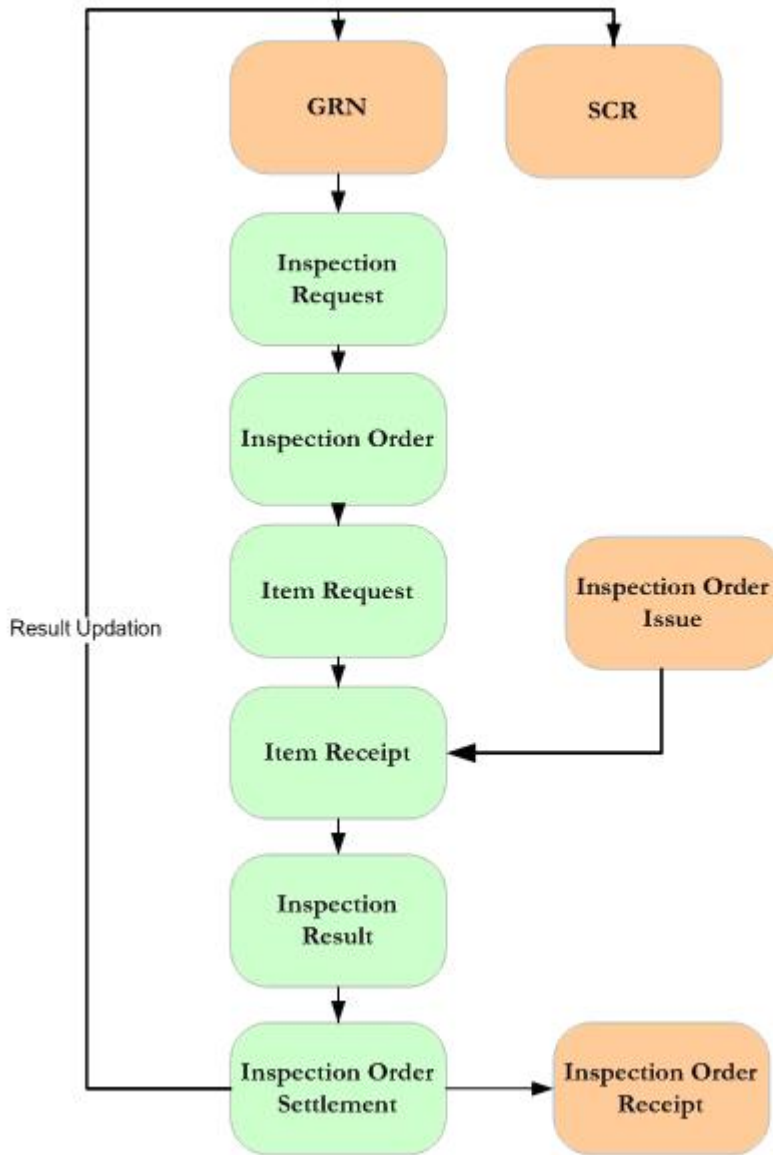 GRN
SCR
Inspection
Request
Inspection Order
Item Request
Inspection Order
Issue
Result Updation
Item Receipt
Inspection
Result
Inspection Order
Settlement
Inspection Order
Receipt